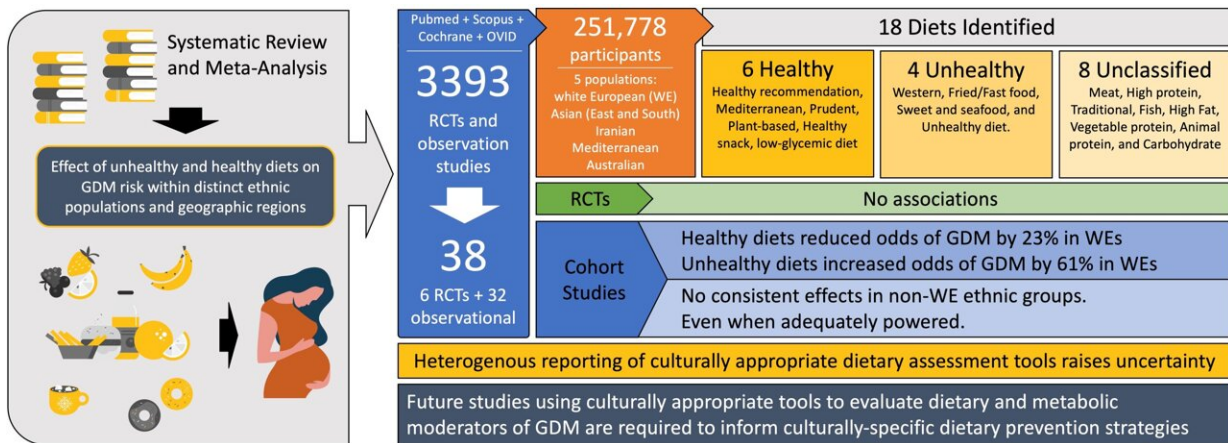 Systematic Review
and Meta-Analysis
Effect of unhealthy and healthy diets on
GDM risk within distinct ethnic
populations and geographic regions
Pubmed + Scopus +
Cochrane + OVID
3393
RCTs and
observation
studies
38
6 RCTs + 32
observational
251,778
participants
5 populations:
white European (WE)
Asian (East and South)
Iranian
Mediterranean
Australian
18 Diets Identified
6 Healthy
Healthy recommendation,
Mediterranean, Prudent,
Plant-based, Healthy
snack, low-glycemic diet
4 Unhealthy
Western, Fried/Fast food,
Sweet and seafood, and
Unhealthy diet.
8 Unclassified
Meat, High protein,
Traditional, Fish, High Fat,
Vegetable protein, Animal
protein, and Carbohydrate
RCTs
No associations
Cohort
Studies
Healthy diets reduced odds of GDM by 23% in WEs
Unhealthy diets increased odds of GDM by 61% in WEs
No consistent effects in non-WE ethnic groups.
Even when adequately powered.
Heterogenous reporting of culturally appropriate dietary assessment tools raises uncertainty
Future studies using culturally appropriate tools to evaluate dietary and metabolic
moderators of GDM are required to inform culturally-specific dietary prevention strategies